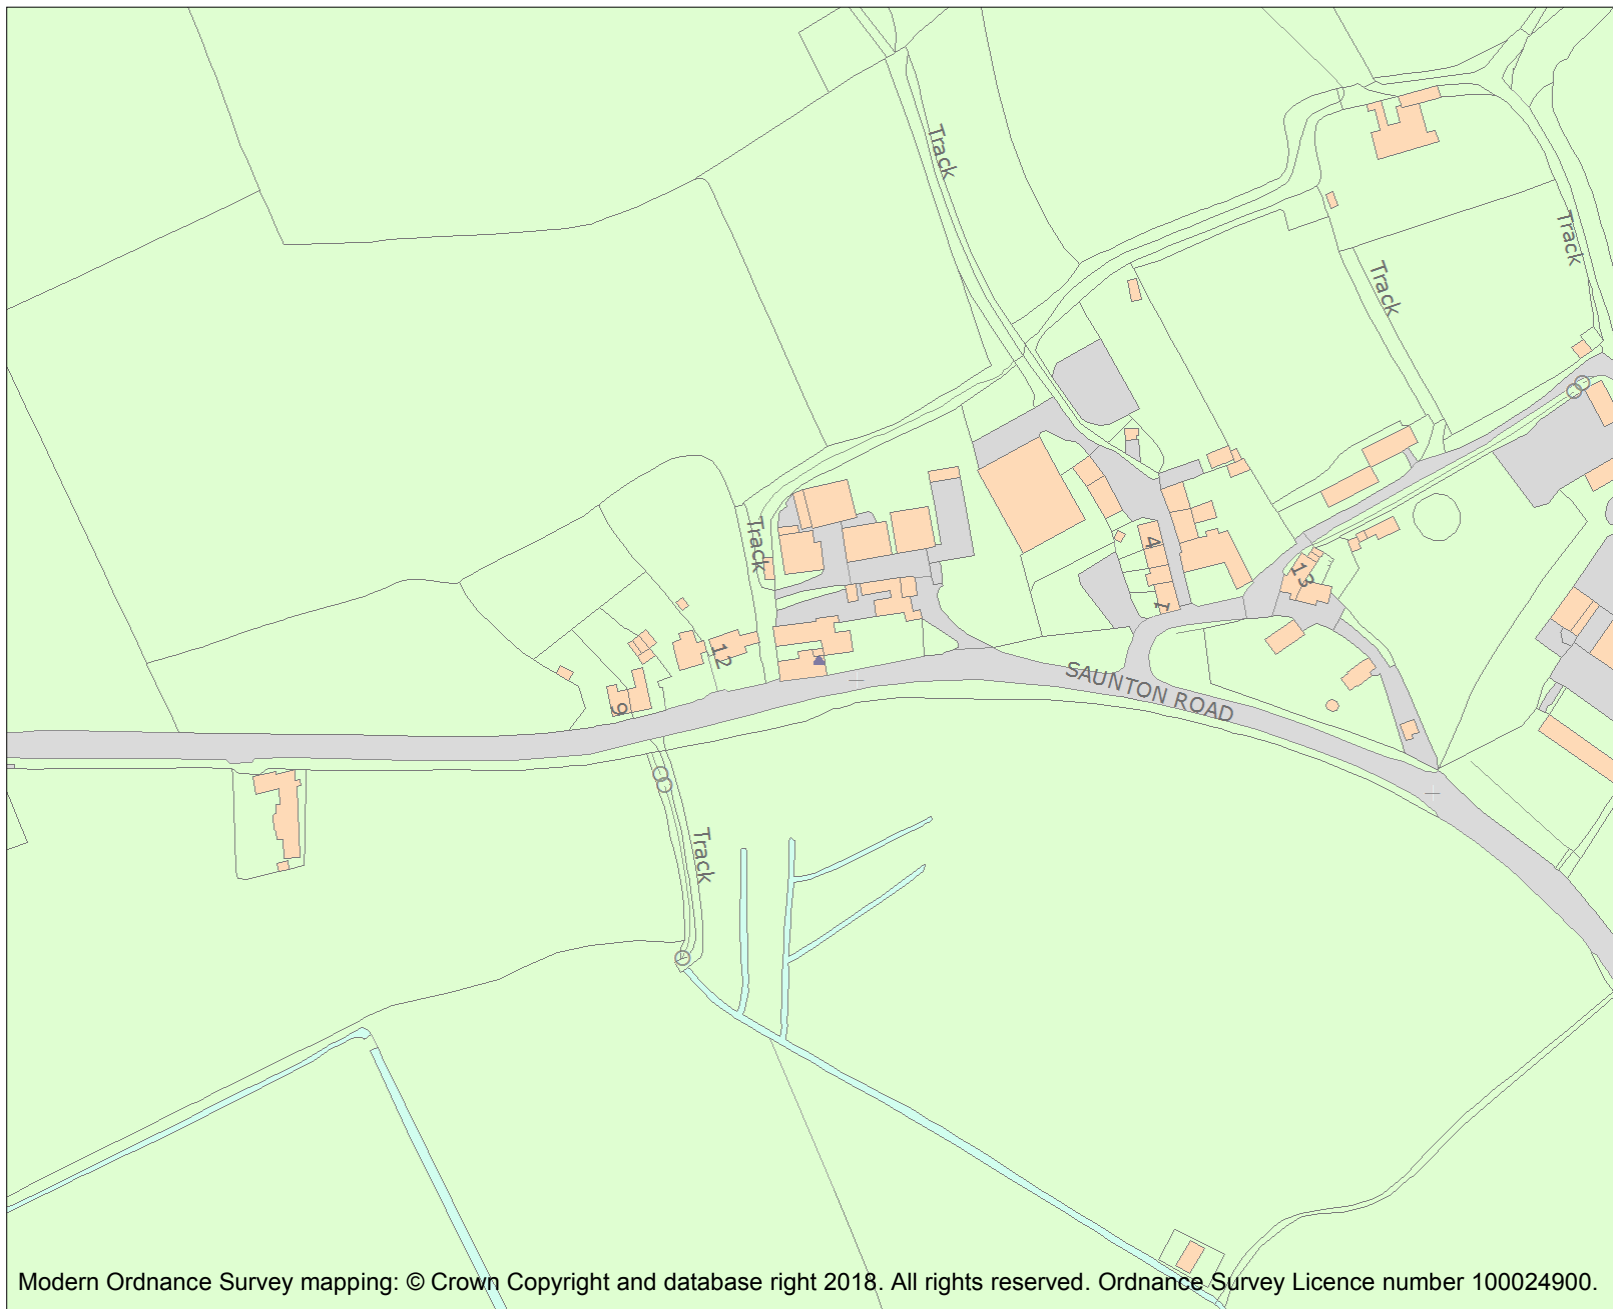 Track
Track
Track
Track
4
Track
13
1
12
SAUNTON ROAD
9
Track
Modern Ordnance Survey mapping: © Crown Copyright and database right 2018. All rights reserved. Ordnance Survey Licence number 100024900.